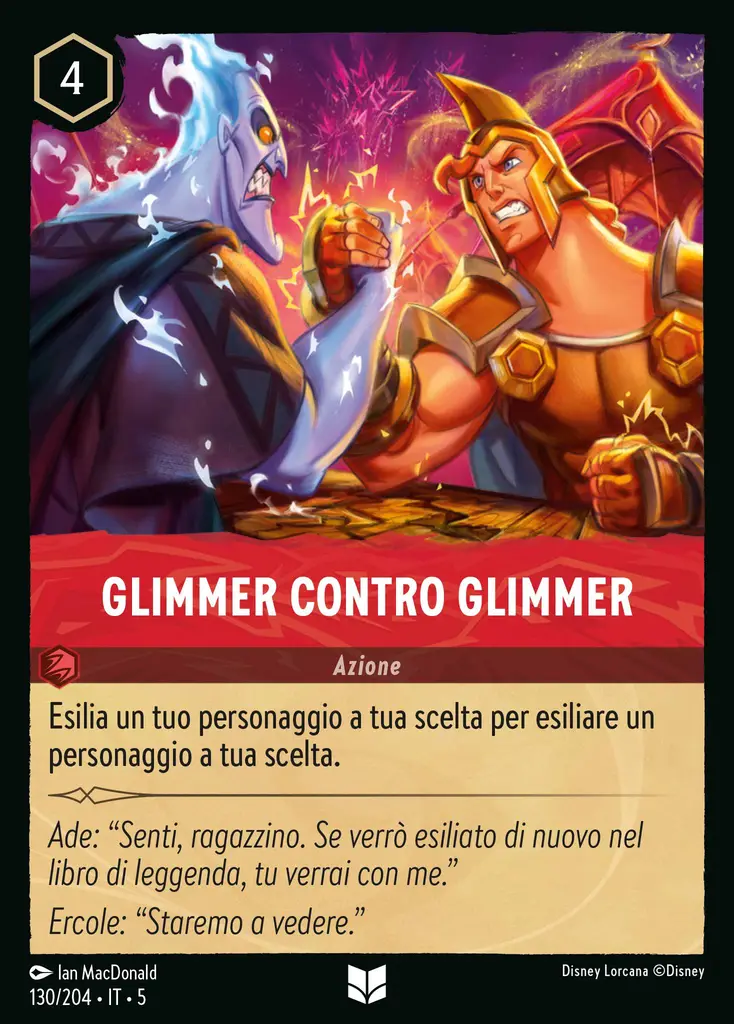 4
GLIMMER CONTRO GLIMMER
Azione
Esilia un tuo personaggio a tua scelta per esiliare un
personaggio a tua scelta.
Ade: “Senti, ragazzino. Se verrò esiliato di nuovo nel
libro di leggenda, tu verrai con me.”
Ercole: “Staremo a vedere.”
Ian MacDonald
Disney Lorcana ©Disney
130/204 • IT • 5